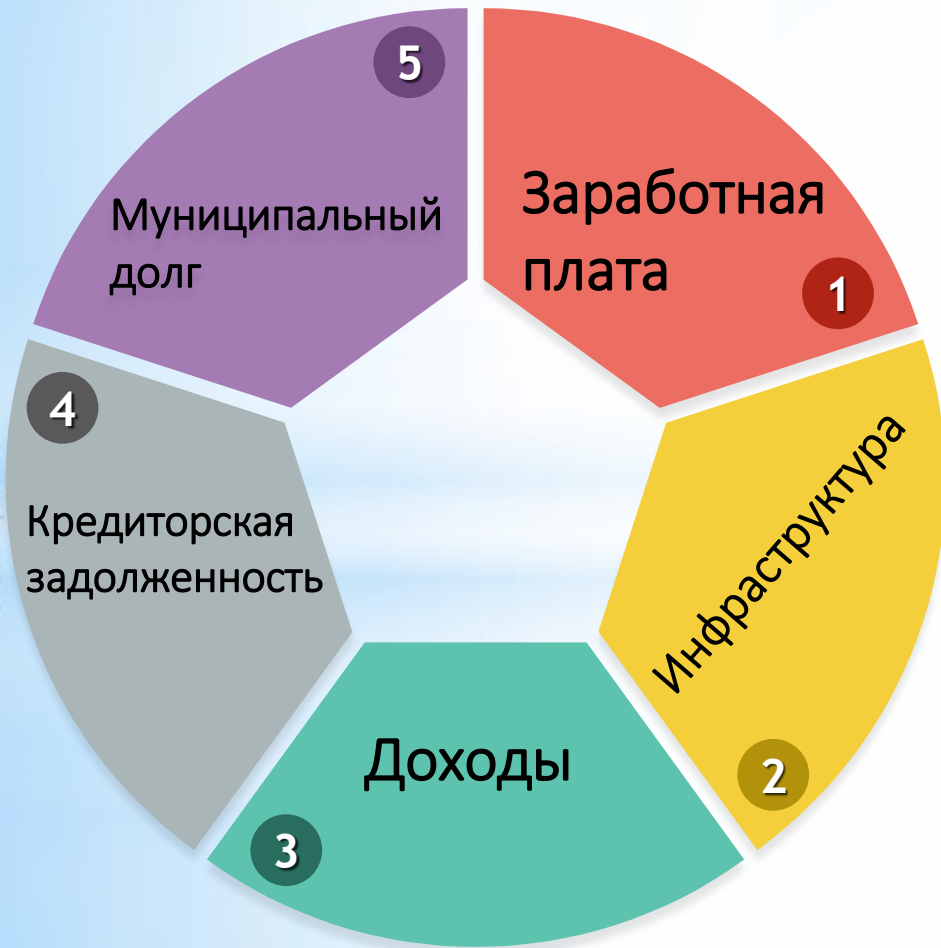 Заработная
плата
1
Инфраструктура
2
Доходы
3
4
Кредиторская
задолженность
5
Муниципальный
долг